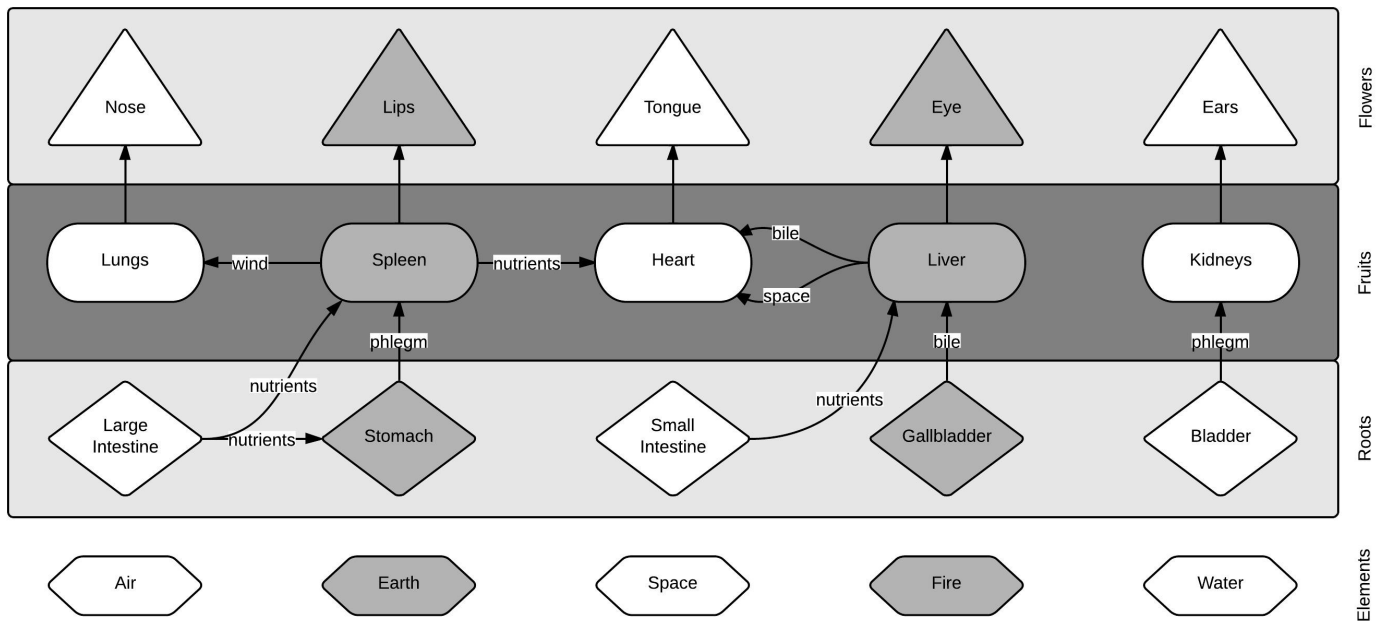 Nose
Lips
Tongue
Eye
Ears
Flowers
Lungs
wind
Spleen
nutrients
Heart
bile
space
Liver
Kidneys
Fruits
phlegm
bile
phlegm
nutrients
nutrients
Large
Intestine
nutrients
Stomach
Small
Intestine
Gallbladder
Bladder
Roots
Air
Earth
Space
Fire
Water
Elements